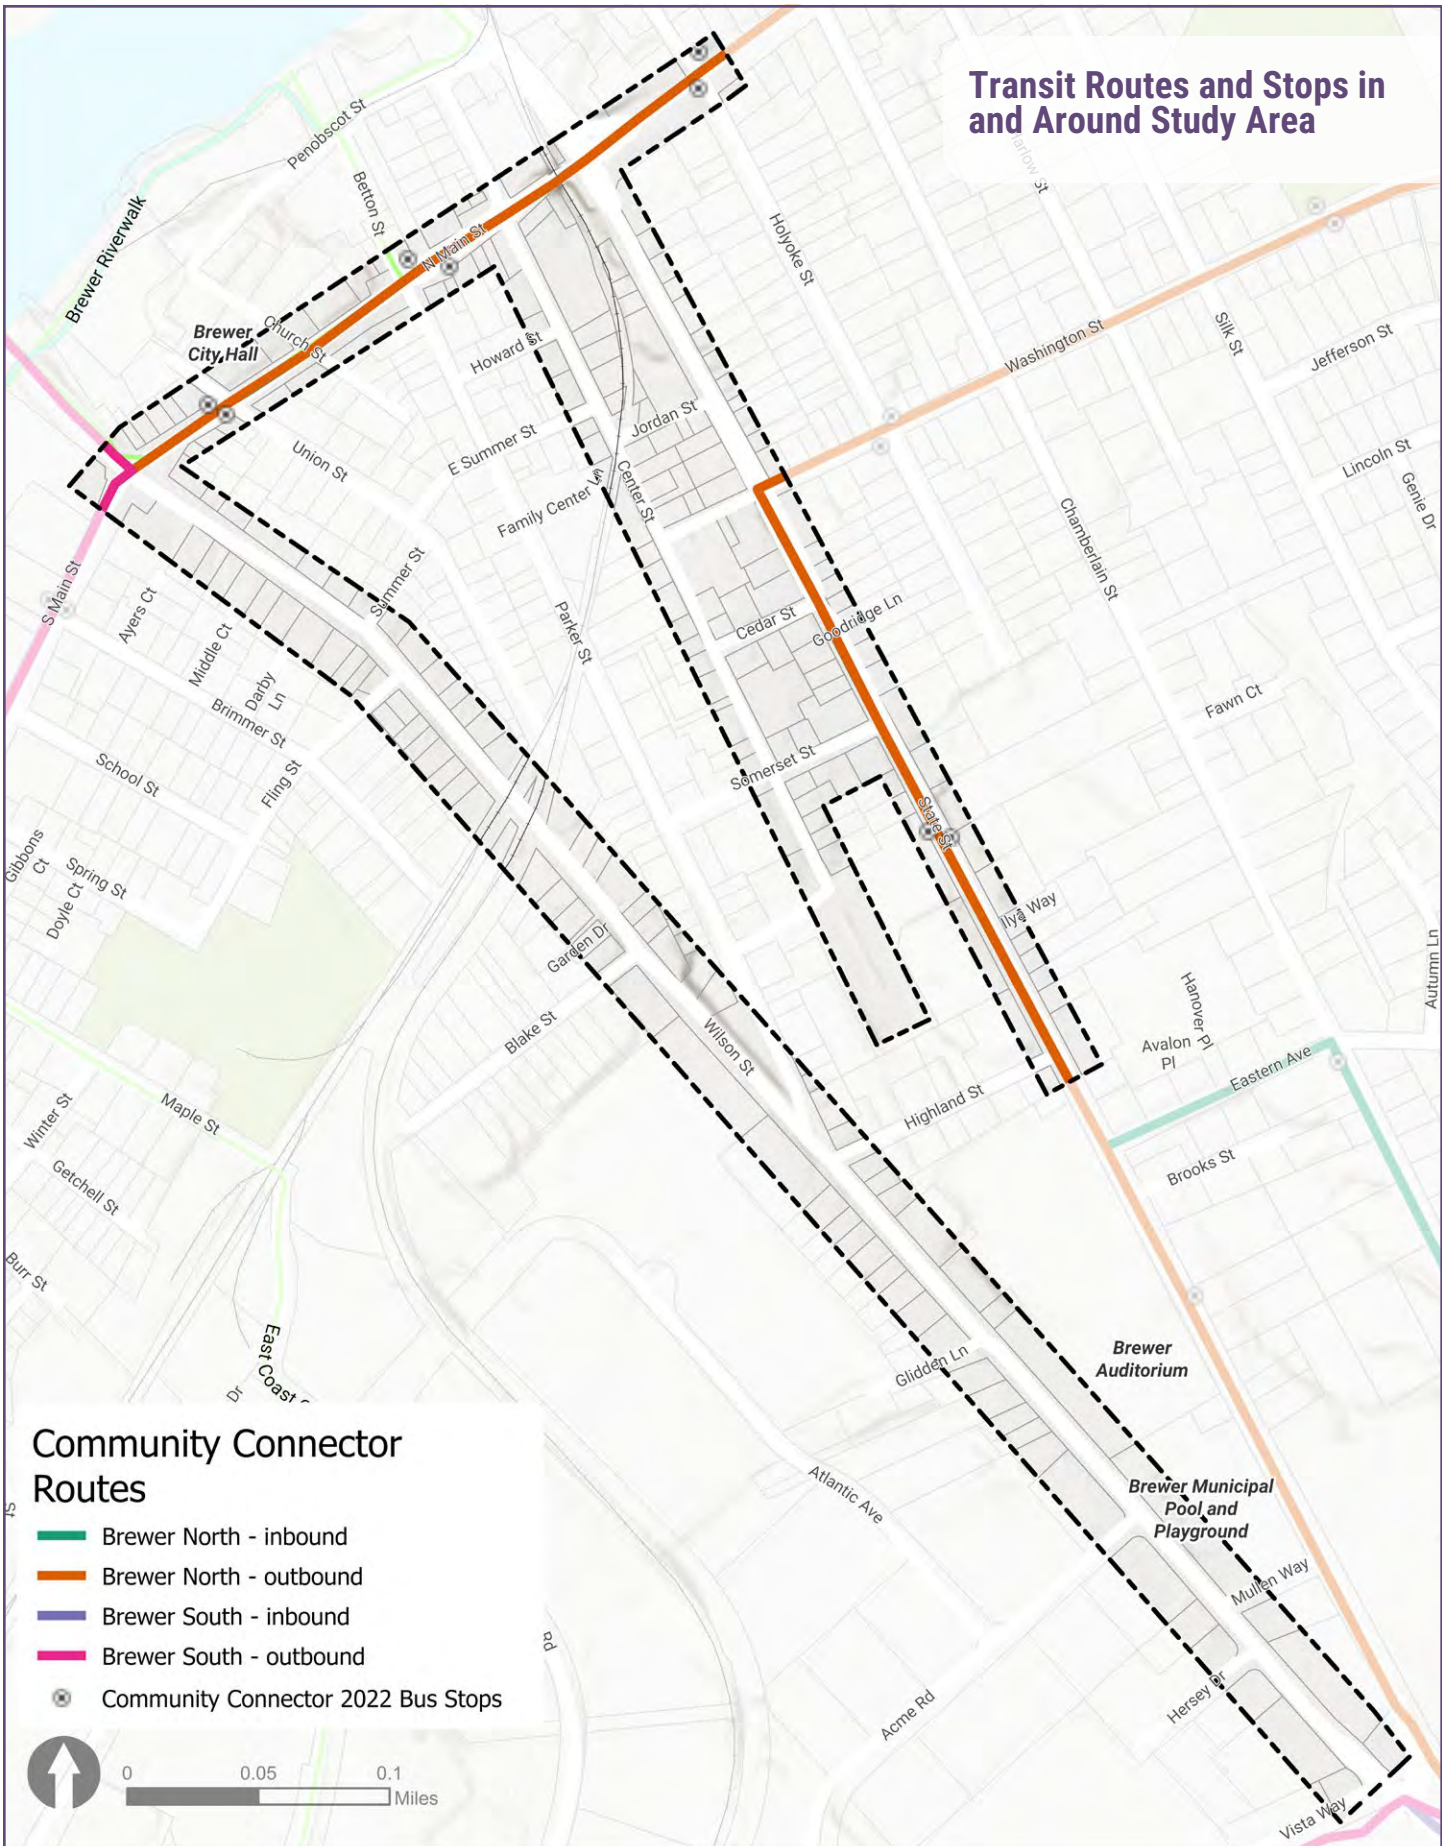 Transit Routes and Stops in
and Around Study Area
Penobscot St
Betton St
Brewer Riverwalk
N Main St
Holyoke St
Brewer
City Hall
Church St
Howard St
Washington St
Silk St
Jefferson St
Jordan St
E Summer St
Union St
Center St
Family Center Ln
Lincoln St
Genie Dr
Chamberlain St
Summer St
S Main St
Ayers Ct
Middle Ct
Darby
Ln
Parker St
Cedar St
Goodridge Ln
Brimmer St
Fawn Ct
School St
Fling St
Somerset St
State St
Gibbons
Ct
Spring St
Doyle Ct
Way
Garden Dr
Autumn Ln
Hanover Pl
Blake St
Wilson St
Avalon
Pl
Eastern Ave
Highland St
Maple St
Winter St
Brooks St
Getchell St
Burr St
East Coast
Dr
Brewer
Auditorium
Glidden Ln
Atlantic Ave
Brewer Municipal
Pool and
Playground
Mullen Way
Rd
Hersey Dr
Acme Rd
Vista Way
St
Community Connector
Routes
Brewer North - inbound
Brewer North - outbound
Brewer South - inbound
Brewer South - outbound
Community Connector 2022 Bus Stops
0 0.05 0.1
Miles